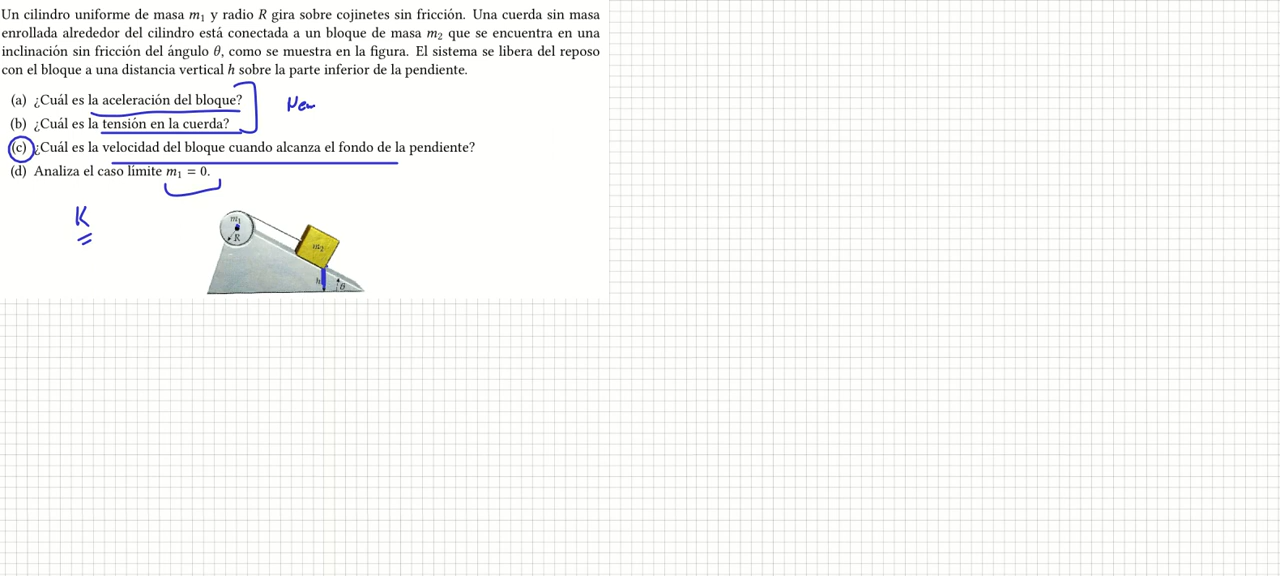 Un cilindro uniforme de masa m₁ y radio R gira sobre cojinetes sin fricción. Una cuerda sin masa
enrollada alrededor del cilindro está conectada a un bloque de masa m₂ que se encuentra en una
inclinación sin fricción del ángulo θ, como se muestra en la figura. El sistema se libera del reposo
con el bloque a una distancia vertical h sobre la parte inferior de la pendiente.
(a) ¿Cuál es la aceleración del bloque?
New
(b) ¿Cuál es la tensión en la cuerda?
(c) ¿Cuál es la velocidad del bloque cuando alcanza el fondo de la pendiente?
(d) Analiza el caso límite m₁ = 0.
K
m₁
R
m₂
h
θ